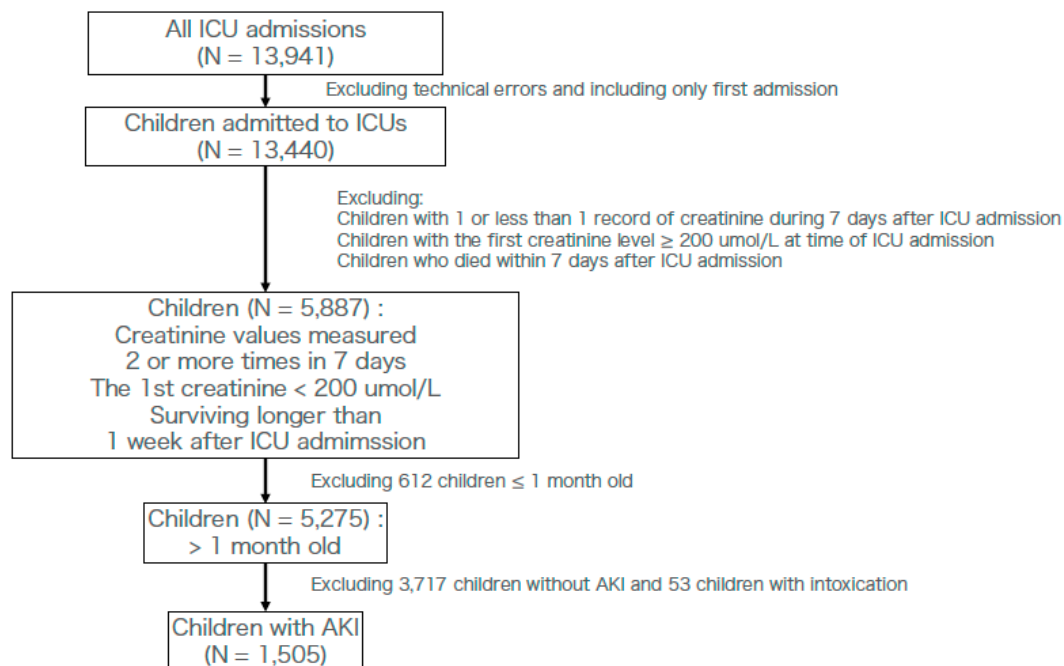 All ICU admissions
(N = 13,941)
Excluding technical errors and including only first admission
Children admitted to ICUs
(N = 13,440)
Excluding:
Children with 1 or less than 1 record of creatinine during 7 days after ICU admission
Children with the first creatinine level ≥ 200 umol/L at time of ICU admission
Children who died within 7 days after ICU admission
Children (N = 5,887) :
Creatinine values measured
2 or more times in 7 days
The 1st creatinine < 200 umol/L
Surviving longer than
1 week after ICU admimssion
Excluding 612 children ≤ 1 month old
Children (N = 5,275) :
> 1 month old
Excluding 3,717 children without AKI and 53 children with intoxication
Children with AKI
(N = 1,505)